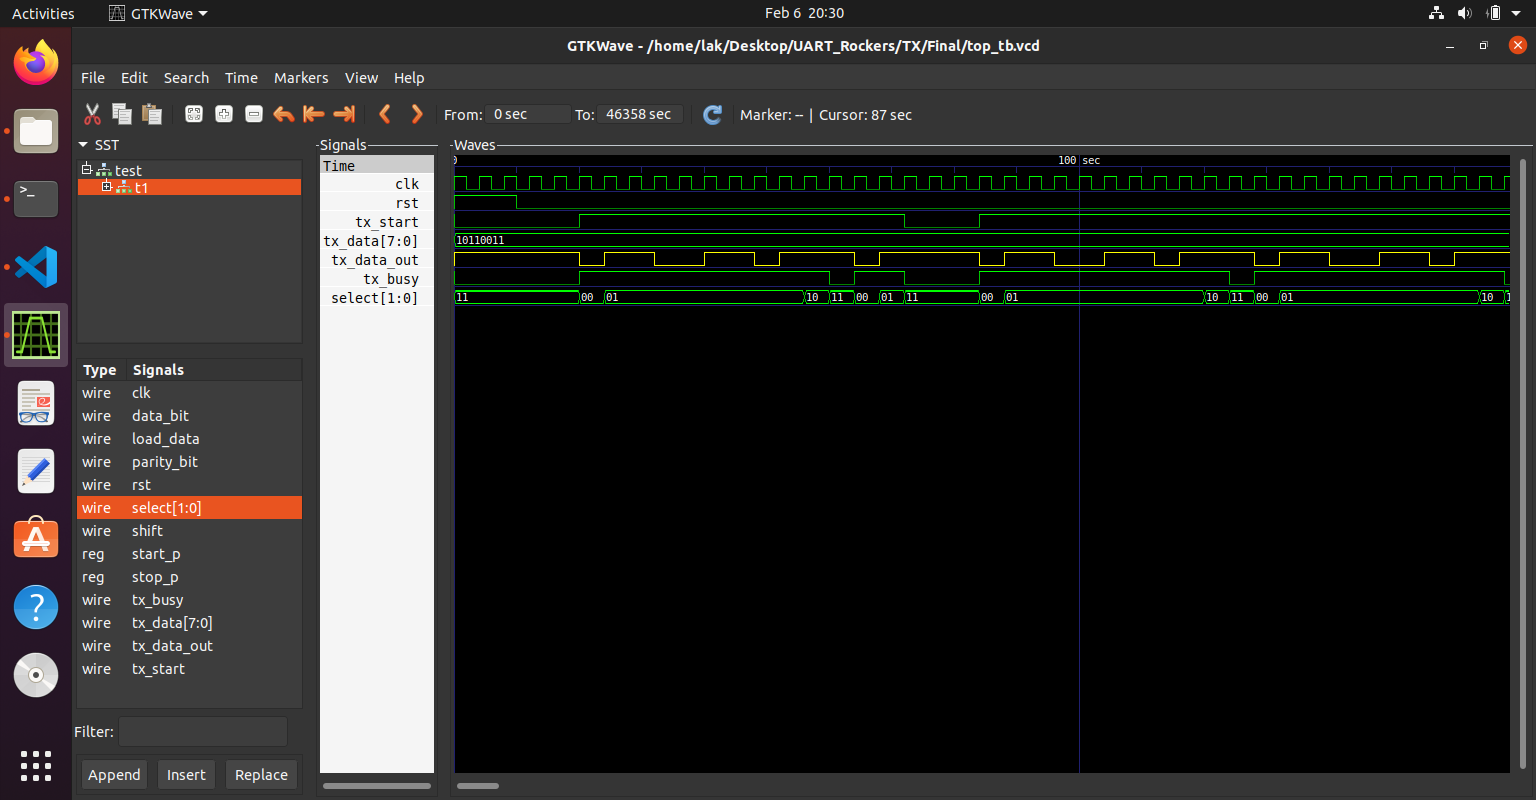 Activities GTKWave Feb 6 20:30
GTKWave - /home/lak/Desktop/UART_Rockers/TX/Final/top_tb.vcd
File Edit Search Time Markers View Help
From: 0 sec To: 46358 sec Marker: -- | Cursor: 87 sec
SST
test
t1
Type Signals
wire clk
wire data_bit
wire load_data
wire parity_bit
wire rst
wire select[1:0]
wire shift
reg start_p
reg stop_p
wire tx_busy
wire tx_data[7:0]
wire tx_data_out
wire tx_start
Filter:
Append Insert Replace
Signals
Time
clk
rst
tx_start
tx_data[7:0]
tx_data_out
tx_busy
select[1:0]
Waves
0 100 sec
10110011
11 00 01 10 11 00 01 11 00 01 10 11 00 01 10